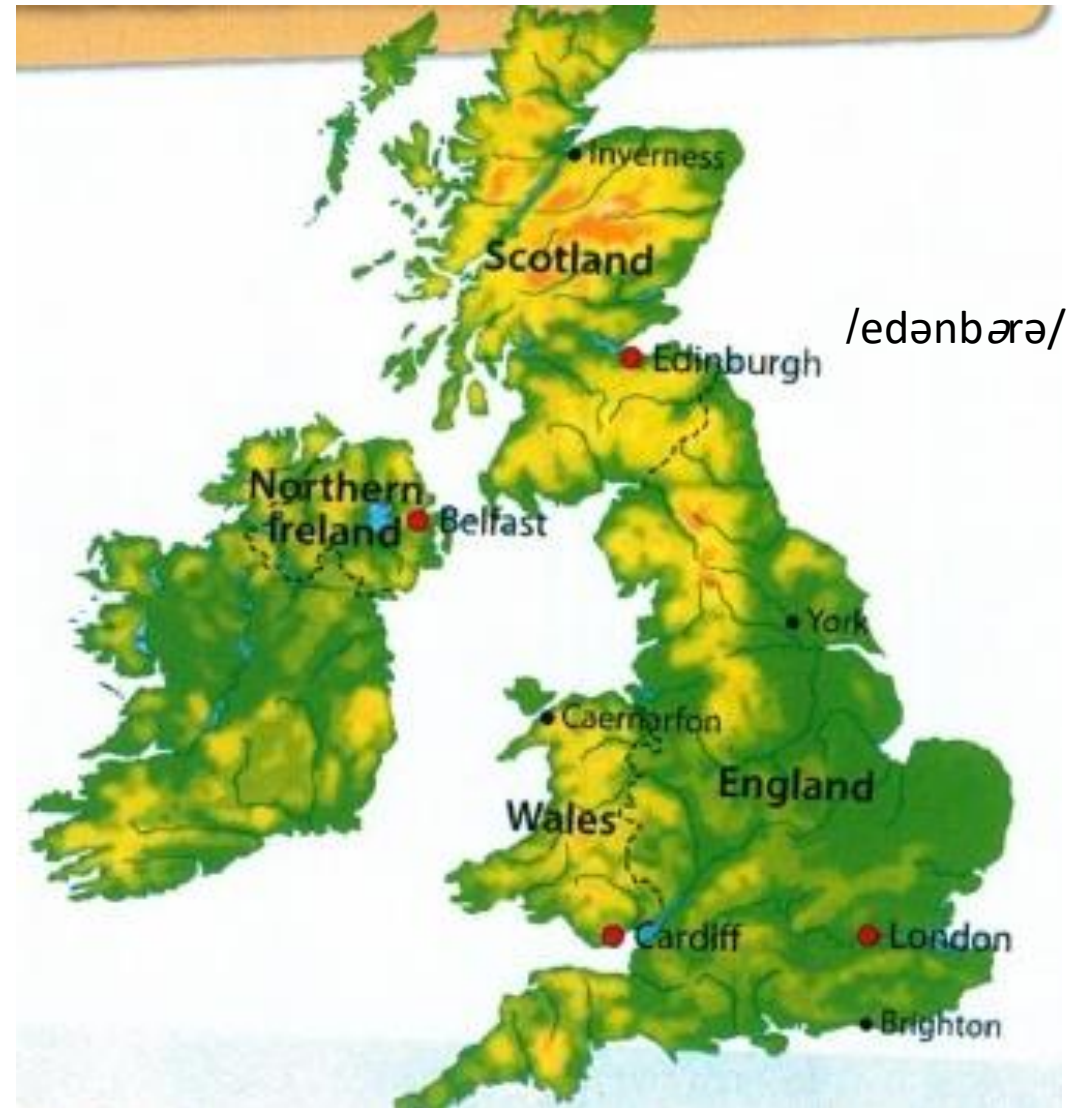 Inverness
Scotland
/edənbərə/
Edinburgh
Northern
Ireland
Belfast
York
Caernarfon
England
Wales
Cardiff
London
Brighton